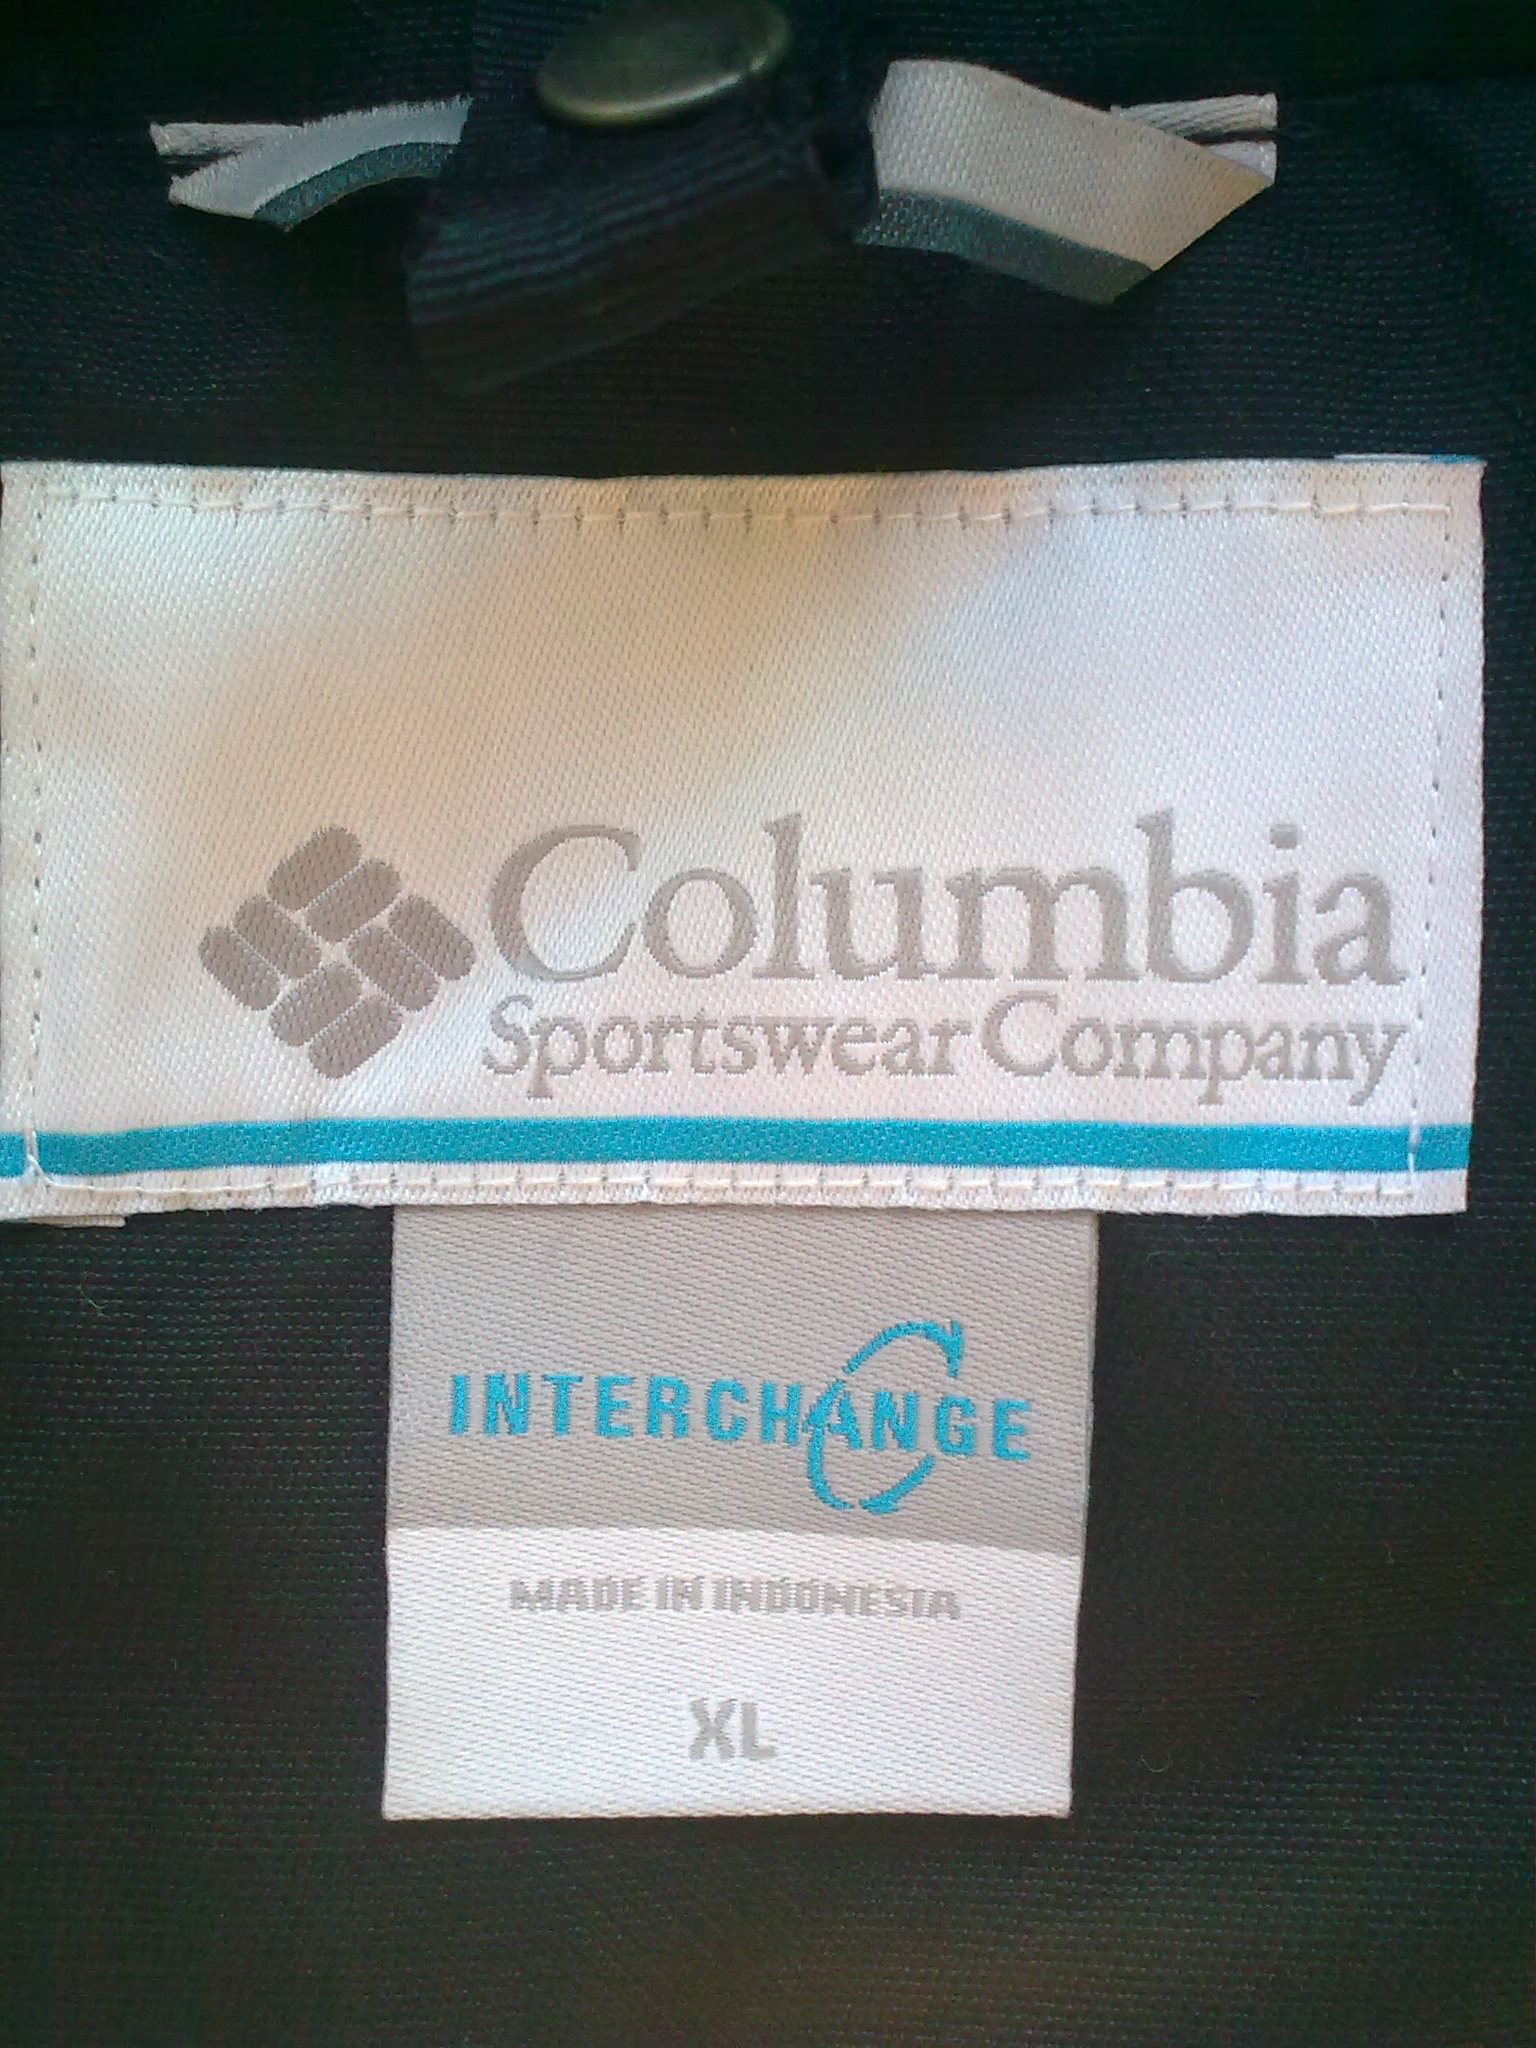 Columbia
Sportswear Company
INTERCHANGE
MADE IN INDONESIA
XL